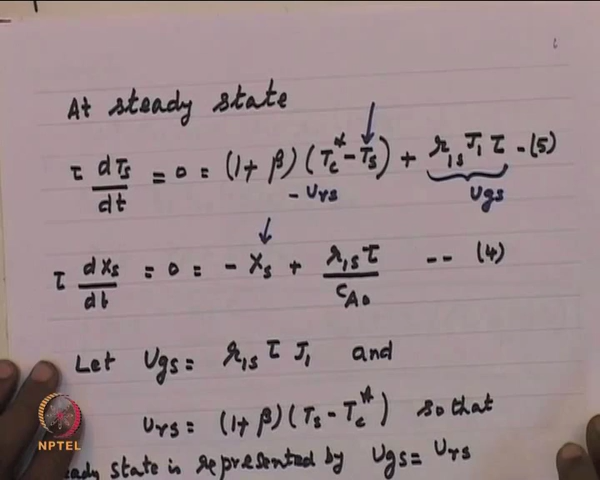 At steady state
τ dTs/dt = 0 = (1+β)(Tc* - Ts) + r1s J1 τ - (5)
- Urs Ugs
τ dxs/dt = 0 = - xs + r1s τ / CA0 -- (4)
Let Ugs = r1s τ J1 and
Urs = (1+β)(Ts - Tc*) so that
state is represented by Ugs = Urs
NPTEL